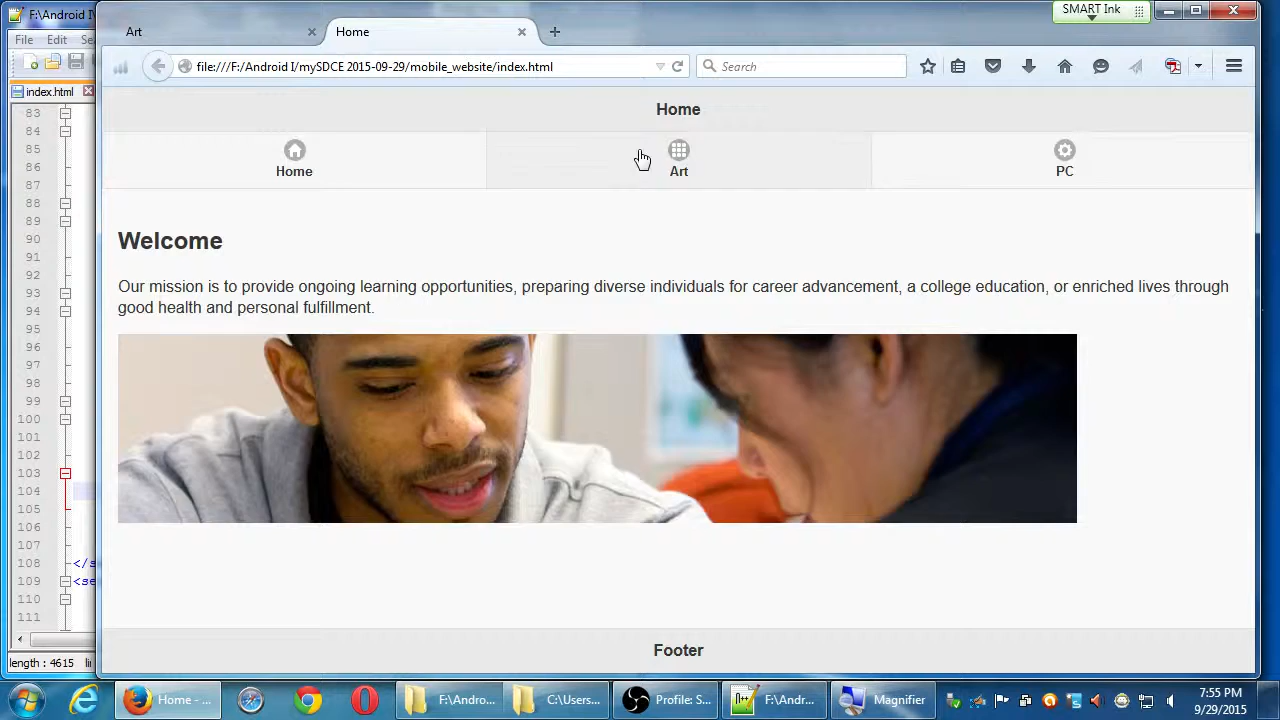 F:\Android I\
SMART Ink
Art
Home
File Edit Se
file:///F:/Android I/mySDCE 2015-09-29/mobile_website/index.html
Search
index.html
Home
Home
Art
PC
Welcome
Our mission is to provide ongoing learning opportunities, preparing diverse individuals for career advancement, a college education, or enriched lives through
good health and personal fulfillment.
Footer
83
84
85
86
87
88
89
90
91
92
93
94
95
96
97
98
99
100
101
102
103
104
105
106
107
108 </s
109 <se
110
111
length : 4615 li
Home - ...
F:\Andro...
C:\Users...
Profile: S...
F:\Andr...
Magnifier
7:55 PM
9/29/2015